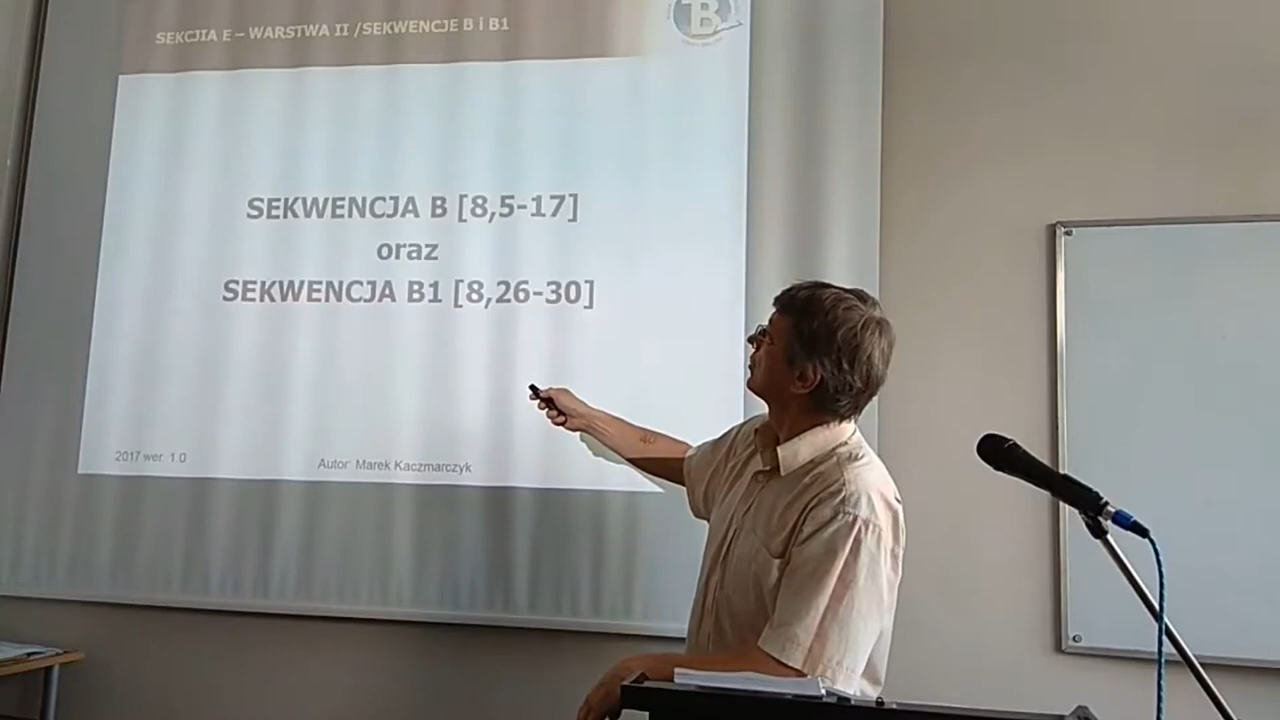 SEKCJIA E – WARSTWA II /SEKWENCJE B i B1
B
SEKWENCJA B [8,5-17]
oraz
SEKWENCJA B1 [8,26-30]
2017 wer. 1.0
Autor: Marek Kaczmarczyk